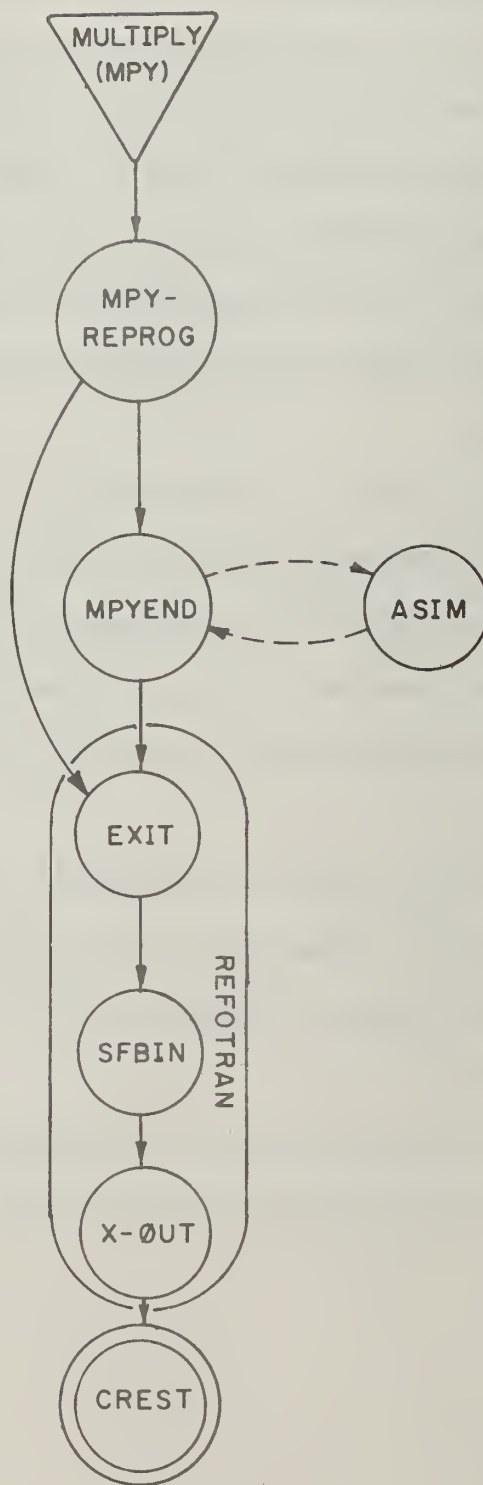 MULTIPLY
(MPY)
MPY-
REPROG
MPYEND
ASIM
EXIT
REFOTRAN
SFBIN
X-ØUT
CREST